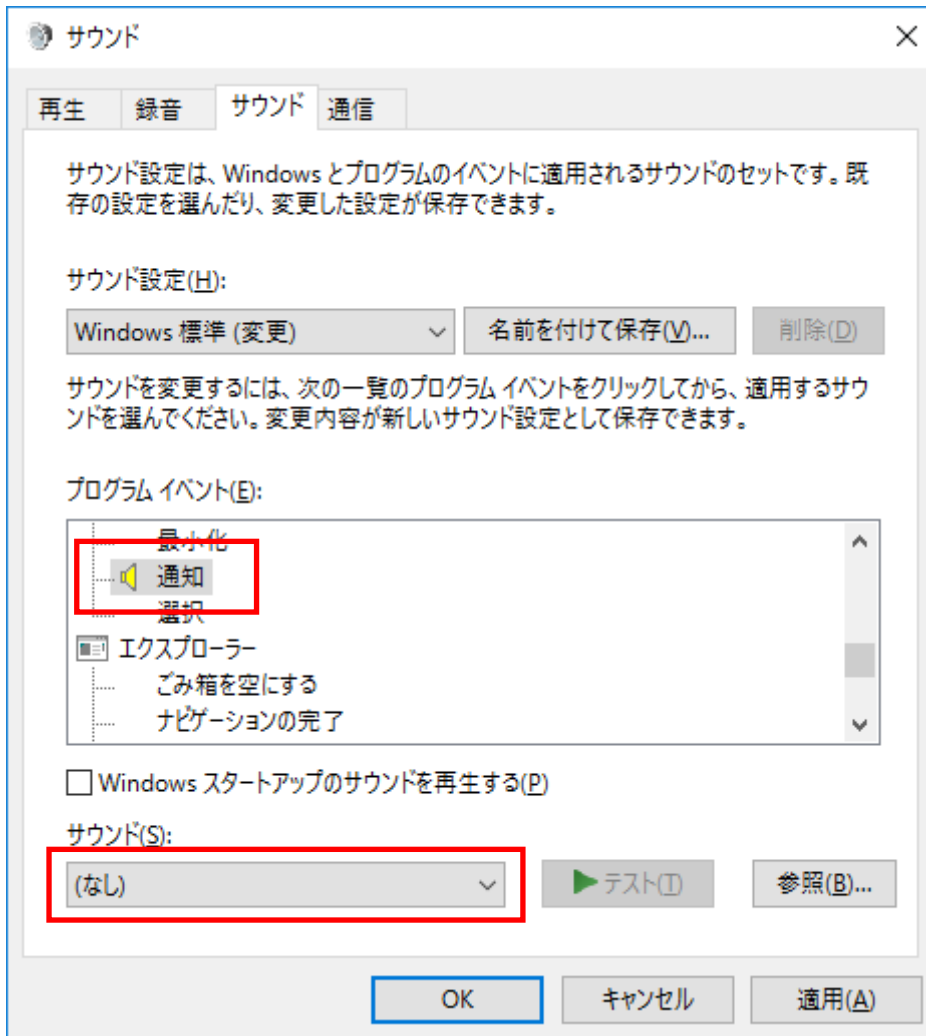 サウンド
再生 録音 サウンド 通信
サウンド設定は、Windows とプログラムのイベントに適用されるサウンドのセットです。既
存の設定を選んだり、変更した設定が保存できます。
サウンド設定(H):
Windows 標準 (変更) 名前を付けて保存(V)... 削除(D)
サウンドを変更するには、次の一覧のプログラム イベントをクリックしてから、適用するサウ
ンドを選んでください。変更内容が新しいサウンド設定として保存できます。
プログラム イベント(E):
最小化
通知
選択
エクスプローラー
ごみ箱を空にする
ナビゲーションの完了
Windows スタートアップのサウンドを再生する(P)
サウンド(S):
(なし) テスト(T) 参照(B)...
OK キャンセル 適用(A)